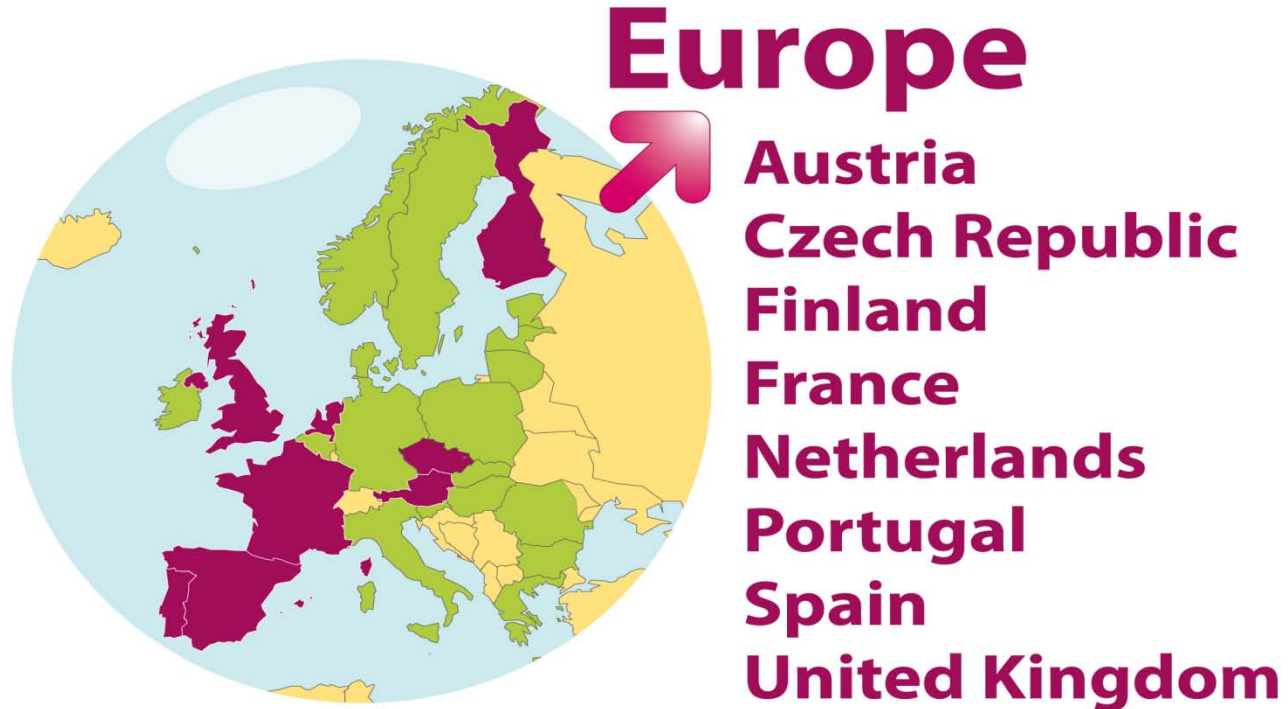 Europe
Austria
Czech Republic
Finland
France
Netherlands
Portugal
Spain
United Kingdom